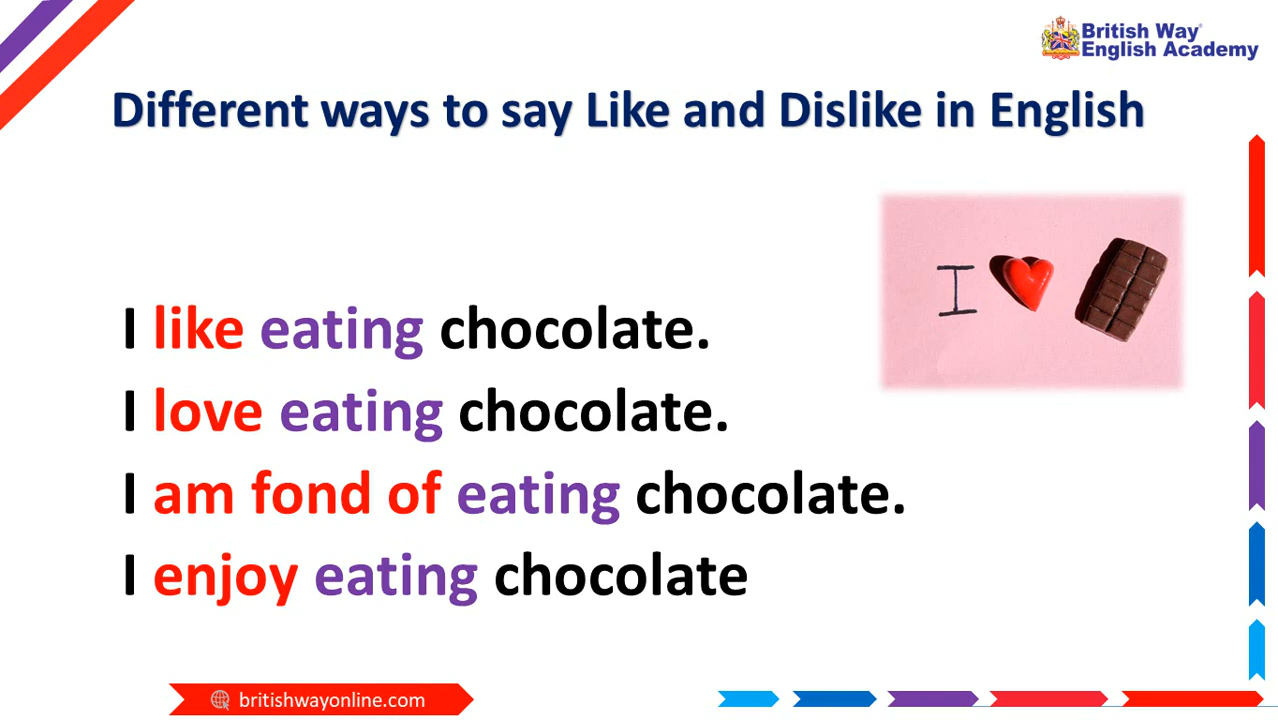 British Way
English Academy
Different ways to say Like and Dislike in English
I
I like eating chocolate.
I love eating chocolate.
I am fond of eating chocolate.
I enjoy eating chocolate
britishwayonline.com